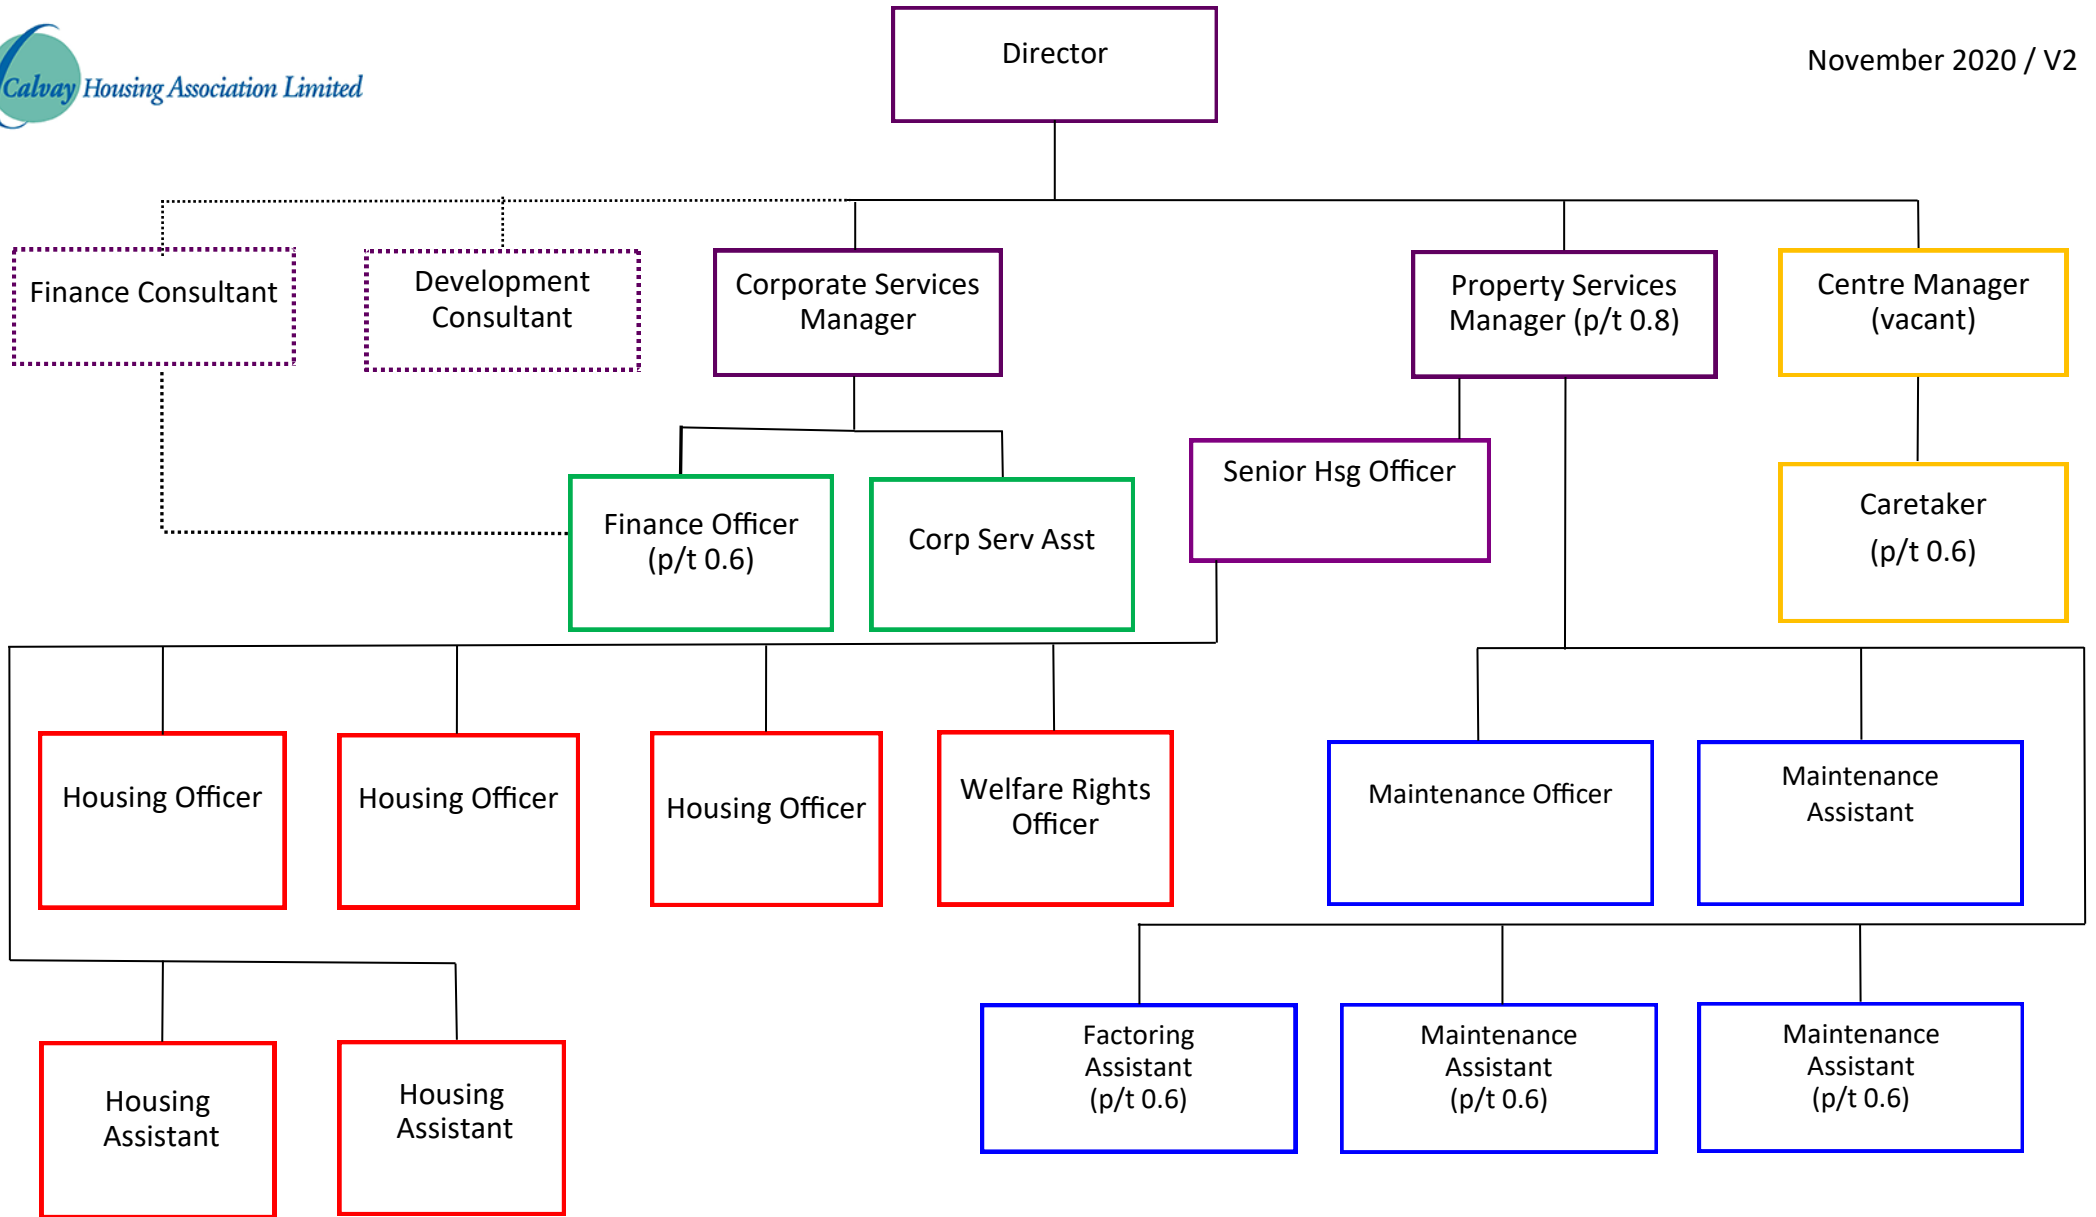 Calvay Housing Association Limited
Director
November 2020 / V2
Finance Consultant
Development
Consultant
Corporate Services
Manager
Property Services
Manager (p/t 0.8)
Centre Manager
(vacant)
Finance Officer
(p/t 0.6)
Corp Serv Asst
Senior Hsg Officer
Caretaker
(p/t 0.6)
Housing Officer
Housing Officer
Housing Officer
Welfare Rights
Officer
Maintenance Officer
Maintenance
Assistant
Housing
Assistant
Housing
Assistant
Factoring
Assistant
(p/t 0.6)
Maintenance
Assistant
(p/t 0.6)
Maintenance
Assistant
(p/t 0.6)